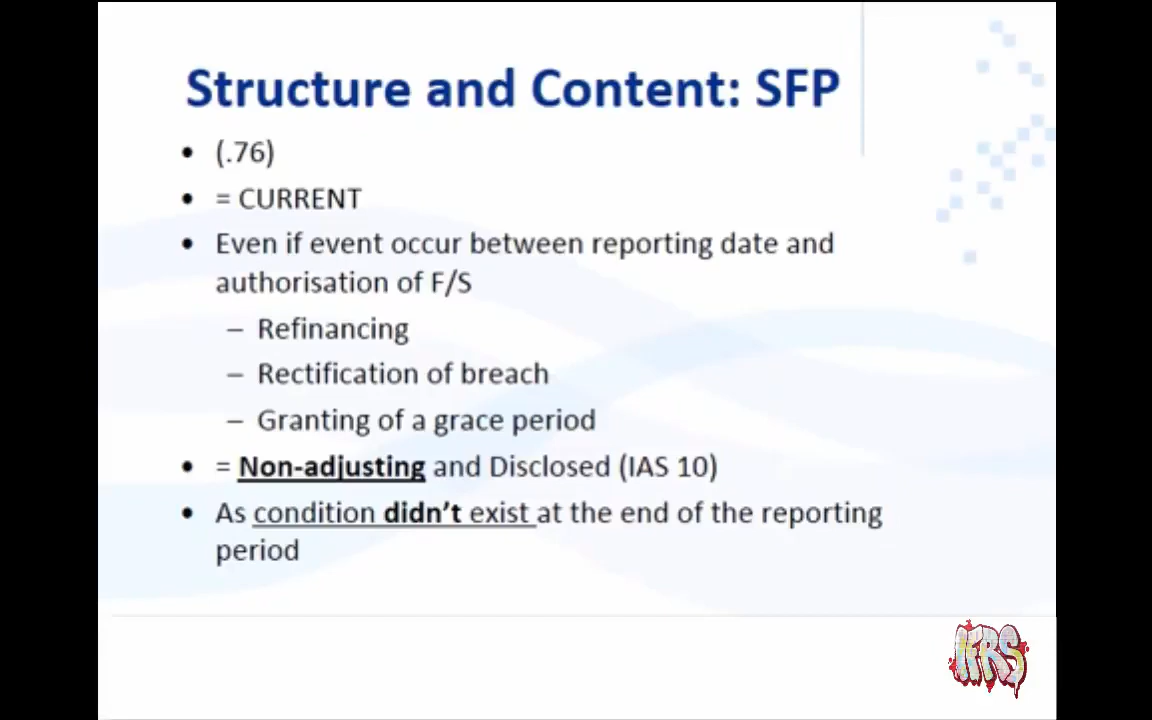 Structure and Content: SFP
• (.76)
• = CURRENT
• Even if event occur between reporting date and
authorisation of F/S
– Refinancing
– Rectification of breach
– Granting of a grace period
• = Non-adjusting and Disclosed (IAS 10)
• As condition didn't exist at the end of the reporting
period
IFRS